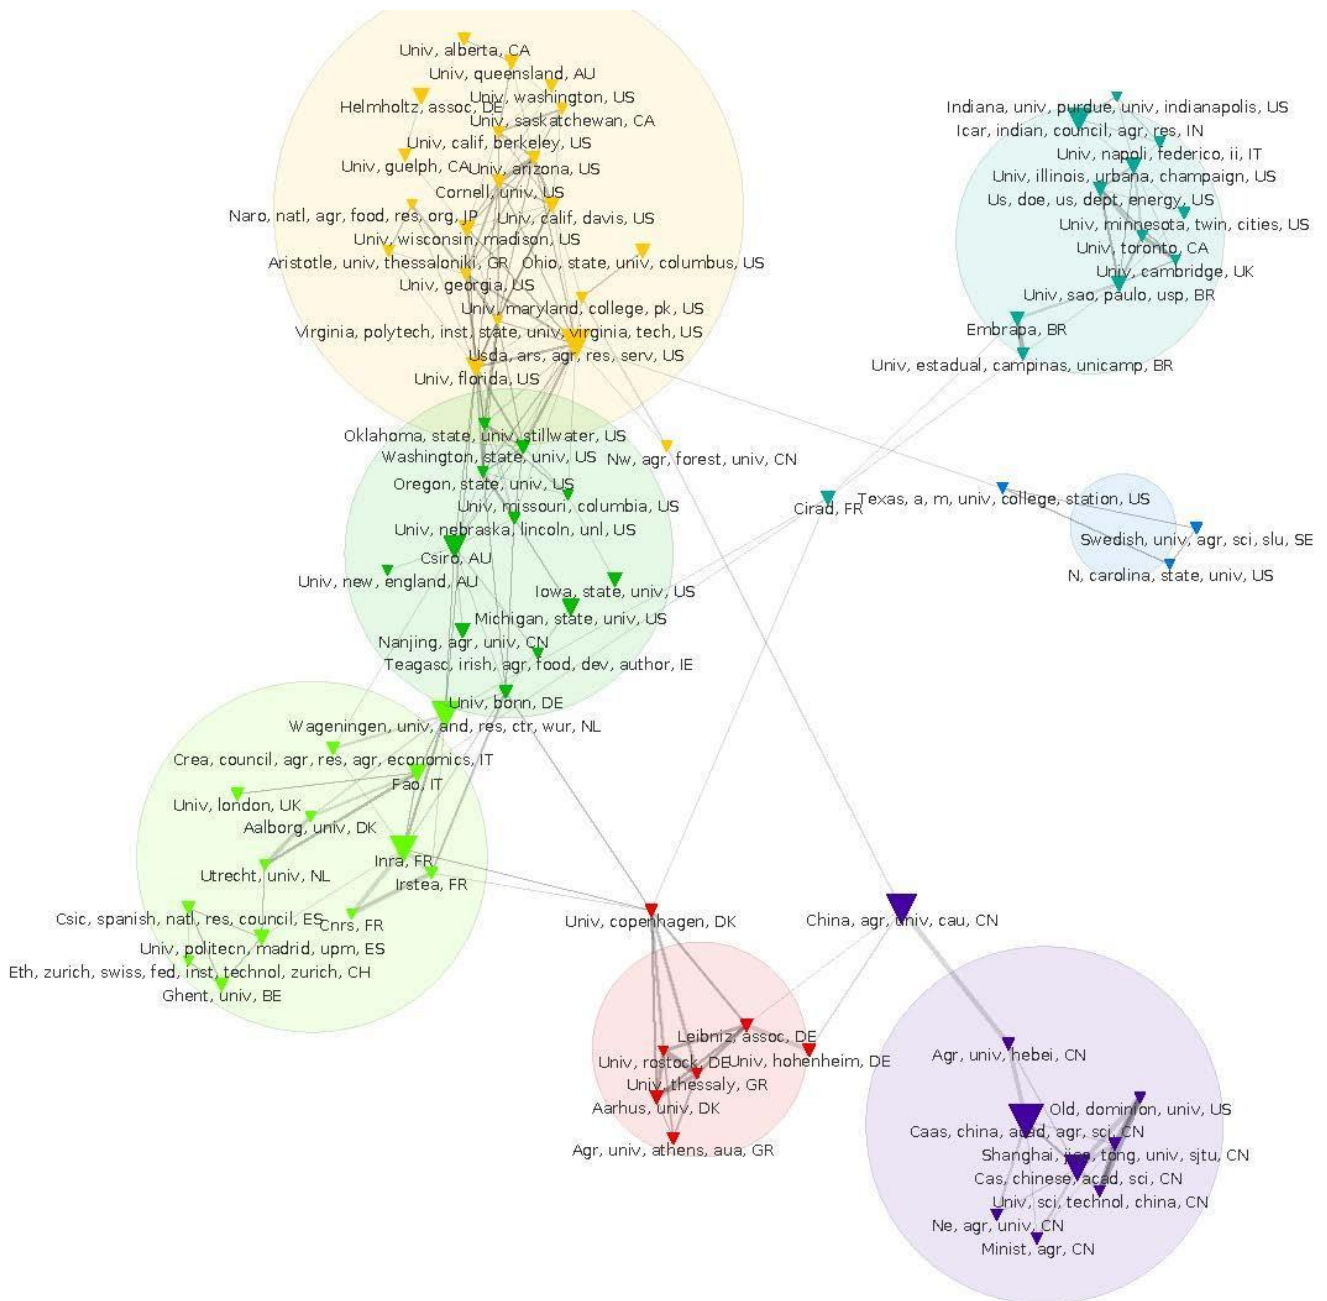 Univ, alberta, CA
Univ, queensland, AU
Univ, washington, US
Helmholtz, assoc, DE
Univ, saskatchewan, CA
Univ, calif, berkeley, US
Univ, guelph, CA
Univ, arizona, US
Cornell, univ, US
Naro, natl, agr, food, res, org, JP
Univ, calif, davis, US
Univ, wisconsin, madison, US
Aristotle, univ, thessaloniki, GR
Ohio, state, univ, columbus, US
Univ, georgia, US
Univ, maryland, college, pk, US
Virginia, polytech, inst, state, univ, virginia, tech, US
Usda, ars, agr, res, serv, US
Univ, florida, US
Indiana, univ, purdue, univ, indianapolis, US
Icar, indian, council, agr, res, IN
Univ, napoli, federico, ii, IT
Univ, illinois, urbana, champaign, US
Us, doe, us, dept, energy, US
Univ, minnesota, twin, cities, US
Univ, toronto, CA
Univ, cambridge, UK
Univ, sao, paulo, usp, BR
Embrapa, BR
Univ, estadual, campinas, unicamp, BR
Oklahoma, state, univ, stillwater, US
Washington, state, univ, US
Nw, agr, forest, univ, CN
Oregon, state, univ, US
Univ, missouri, columbia, US
Univ, nebraska, lincoln, unl, US
Csiro, AU
Univ, new, england, AU
Iowa, state, univ, US
Michigan, state, univ, US
Nanjing, agr, univ, CN
Teagasc, irish, agr, food, dev, author, IE
Univ, bonn, DE
Cirad, FR
Texas, a, m, univ, college, station, US
Swedish, univ, agr, sci, slu, SE
N, carolina, state, univ, US
Wageningen, univ, and, res, ctr, wur, NL
Crea, council, agr, res, agr, economics, IT
Fao, IT
Univ, london, UK
Aalborg, univ, DK
Inra, FR
Utrecht, univ, NL
Irstea, FR
Csic, spanish, natl, res, council, ES
Cnrs, FR
Univ, politecn, madrid, upm, ES
Eth, zurich, swiss, fed, inst, technol, zurich, CH
Ghent, univ, BE
Univ, copenhagen, DK
China, agr, univ, cau, CN
Leibniz, assoc, DE
Univ, rostock, DE
Univ, hohenheim, DE
Univ, thessaly, GR
Aarhus, univ, DK
Agr, univ, athens, aua, GR
Agr, univ, hebei, CN
Old, dominion, univ, US
Caas, china, acad, agr, sci, CN
Shanghai, jiao, tong, univ, sjtu, CN
Cas, chinese, acad, sci, CN
Univ, sci, technol, china, CN
Ne, agr, univ, CN
Minist, agr, CN